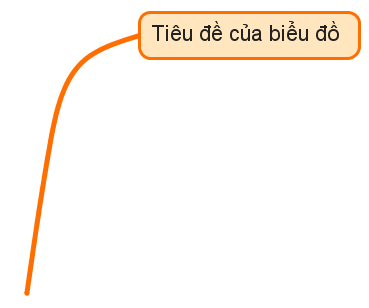 Tiêu đề của biểu đồ